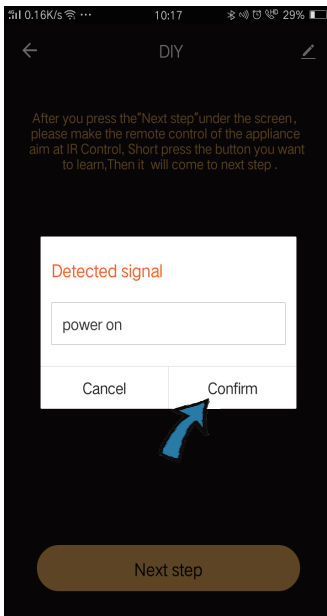 4G 0.16K/s ··· 10:17 HD 29%
DIY
After you press the"Next step"under the screen,
please make the remote control of the appliance
aim at IR Control, Short press the button you want
to learn,Then it will come to next step .
Detected signal
power on
Cancel Confirm
Next step